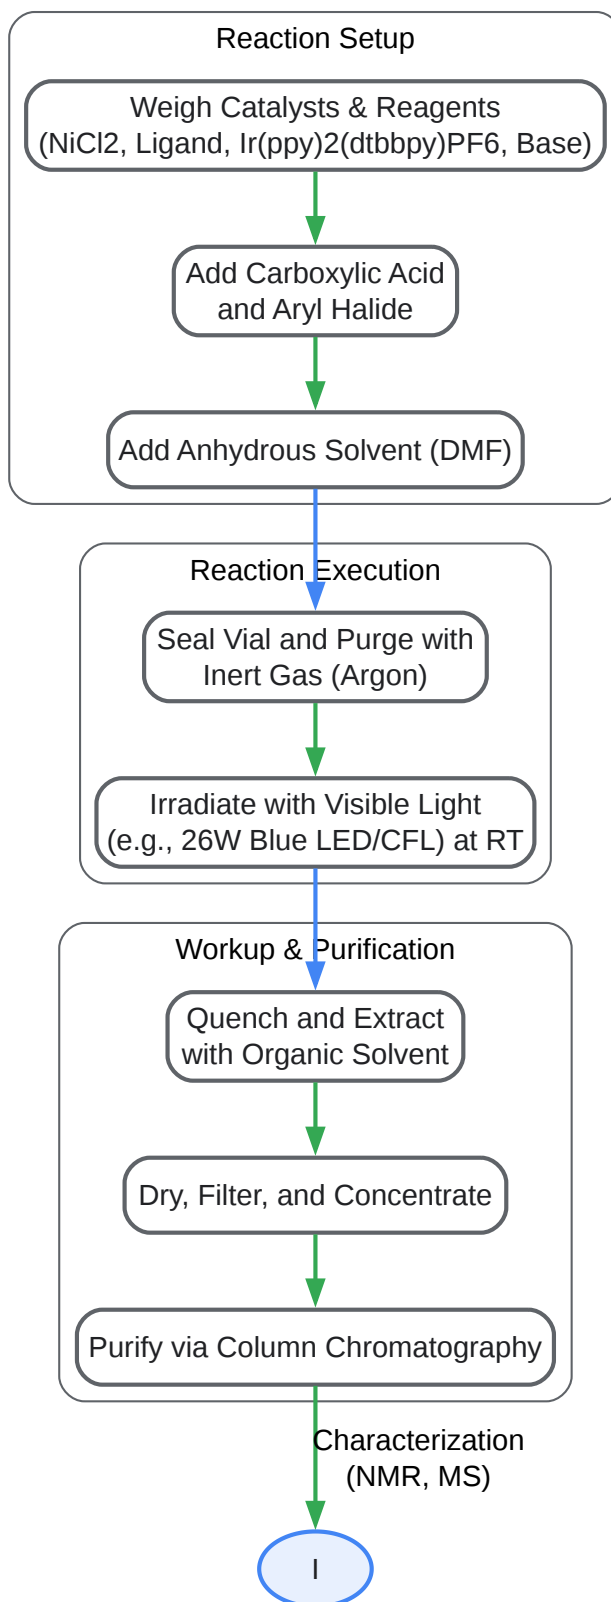 Reaction Setup
Weigh Catalysts & Reagents
(NiCl2, Ligand, Ir(ppy)2(dtbbpy)PF6, Base)
Add Carboxylic Acid
and Aryl Halide
Add Anhydrous Solvent (DMF)
Reaction Execution
Seal Vial and Purge with
Inert Gas (Argon)
Irradiate with Visible Light
(e.g., 26W Blue LED/CFL) at RT
Workup & Purification
Quench and Extract
with Organic Solvent
Dry, Filter, and Concentrate
Purify via Column Chromatography
Characterization
(NMR, MS)
I